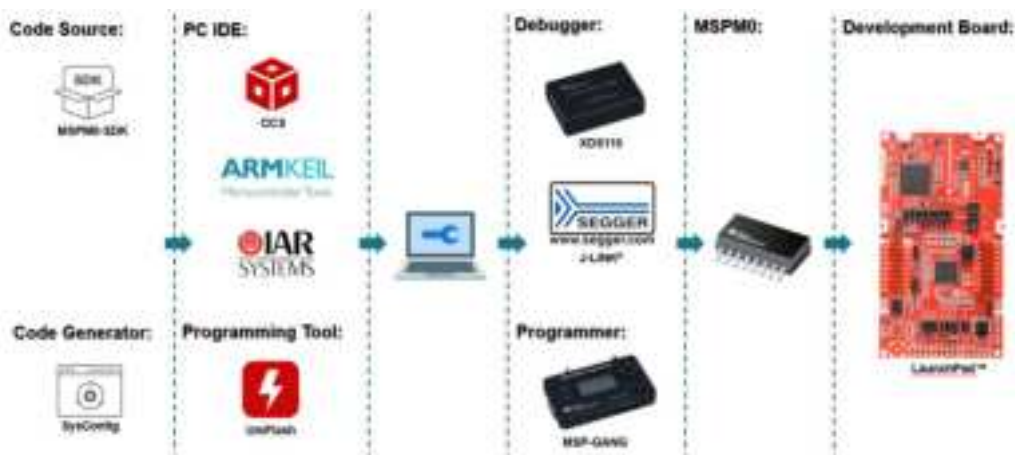 Code Source:
SDK
MSPM0-SDK
Code Generator:
SysConfig
PC IDE:
CCS
ARMKEIL
Microcontroller Tools
IAR
SYSTEMS
Programming Tool:
UniFlash
Debugger:
XDS110
SEGGER
www.segger.com
J-LINK®
Programmer:
MSP-GANG
MSPM0:
Development Board:
LaunchPad™